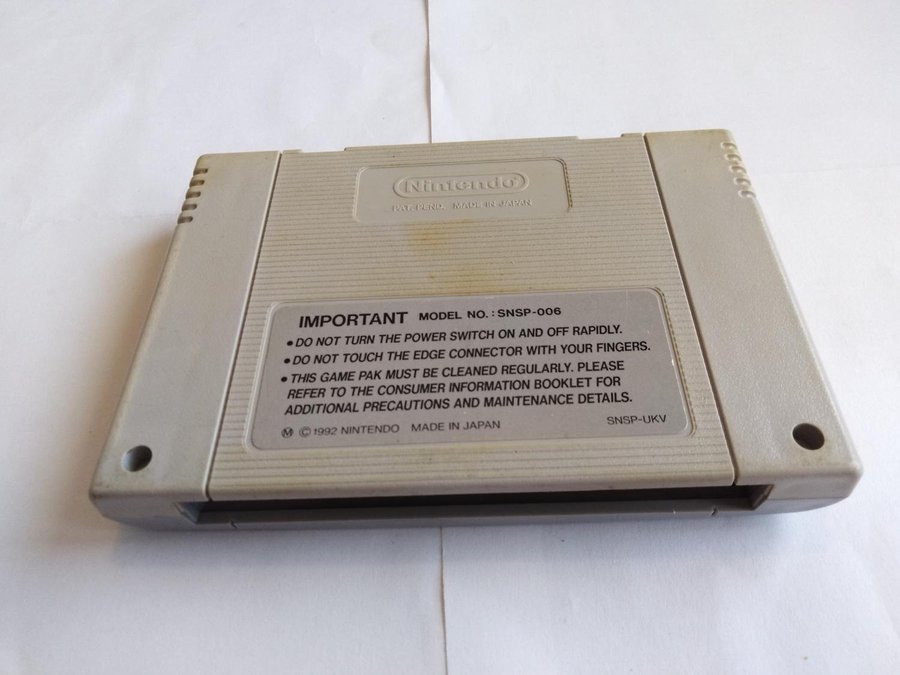 Nintendo®
PAT. PEND. MADE IN JAPAN
IMPORTANT MODEL NO.: SNSP-006
• DO NOT TURN THE POWER SWITCH ON AND OFF RAPIDLY.
• DO NOT TOUCH THE EDGE CONNECTOR WITH YOUR FINGERS.
• THIS GAME PAK MUST BE CLEANED REGULARLY. PLEASE
REFER TO THE CONSUMER INFORMATION BOOKLET FOR
ADDITIONAL PRECAUTIONS AND MAINTENANCE DETAILS.
Ⓜ © 1992 NINTENDO MADE IN JAPAN SNSP-UKV